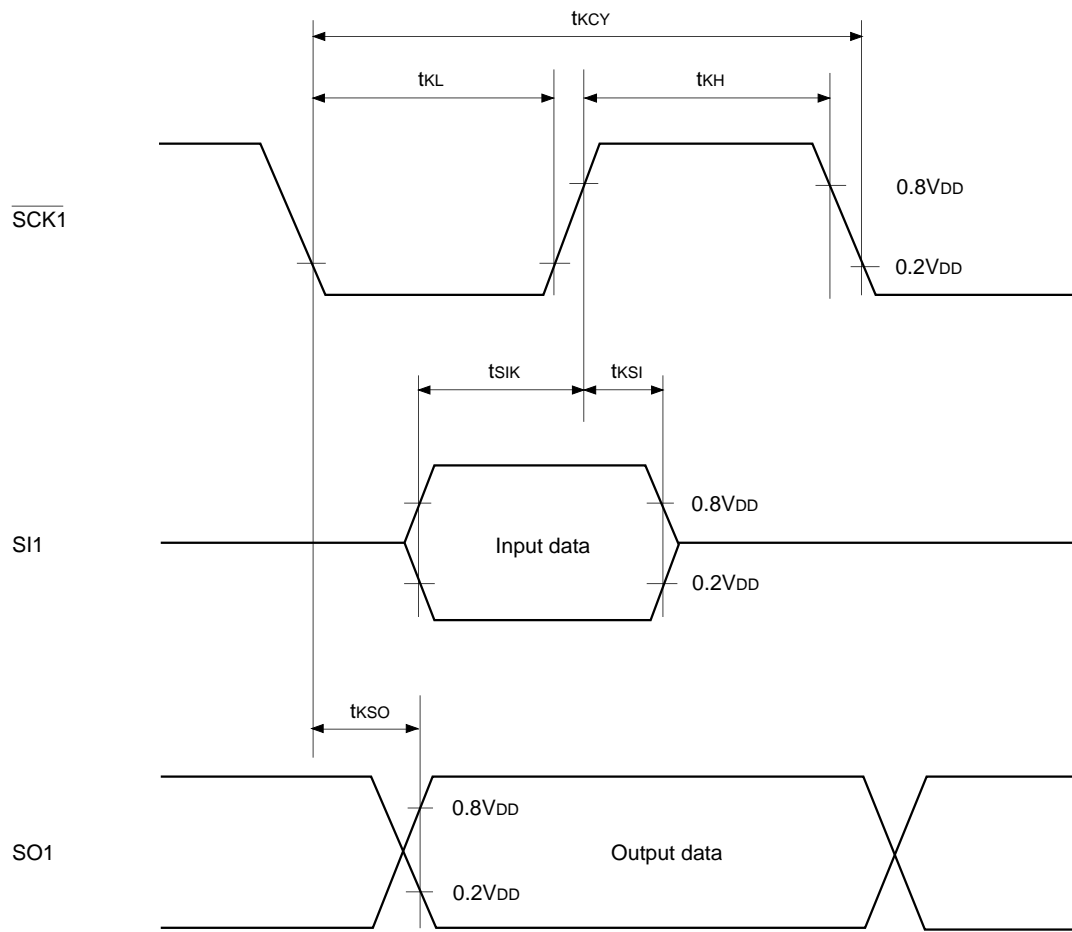 tKCY
tKL
tKH
0.8VDD
SCK1
0.2VDD
tSIK
tKSI
0.8VDD
SI1
Input data
0.2VDD
tKSO
0.8VDD
SO1
Output data
0.2VDD